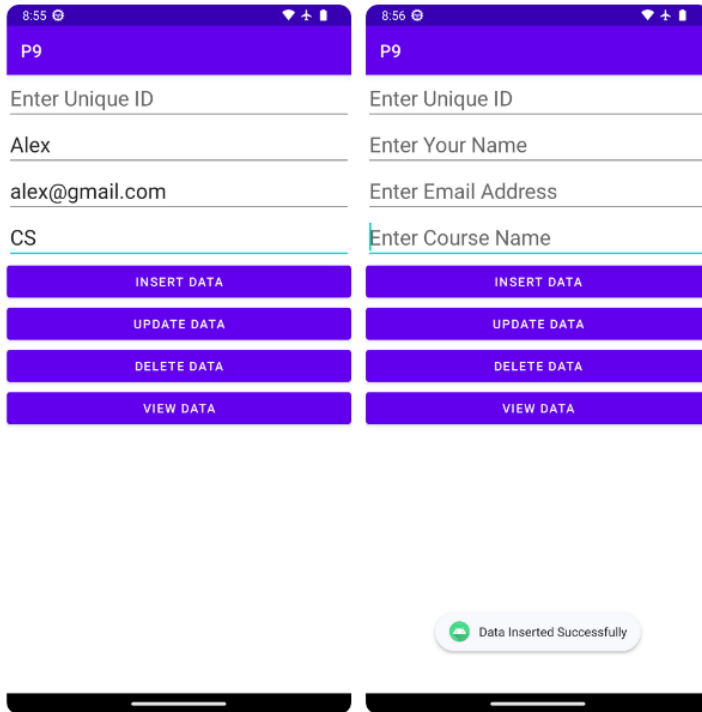 8:55
P9
Enter Unique ID
Alex
alex@gmail.com
CS
INSERT DATA
UPDATE DATA
DELETE DATA
VIEW DATA
8:56
P9
Enter Unique ID
Enter Your Name
Enter Email Address
Enter Course Name
INSERT DATA
UPDATE DATA
DELETE DATA
VIEW DATA
Data Inserted Successfully